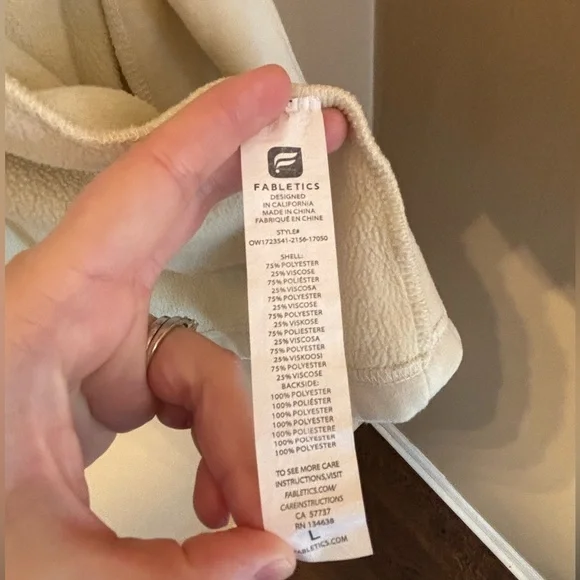 FABLETICS
DESIGNED
IN CALIFORNIA
MADE IN CHINA
FABRIQUÉ EN CHINE
STYLE#
OW1723541-2156-17050
SHELL:
75% POLYESTER
25% VISCOSE
75% POLIÉSTER
25% VISCOSA
75% POLYESTER
25% VISCOSE
75% POLYESTER
25% VISKOSE
75% POLIESTERE
25% VISCOSA
75% POLYESTER
25% VISKOOSI
75% POLYESTER
25% VISCOSE
BACKSIDE:
100% POLYESTER
100% POLIÉSTER
100% POLYESTER
100% POLYESTER
100% POLIESTERE
100% POLYESTER
100% POLYESTER
TO SEE MORE CARE
INSTRUCTIONS,VISIT
FABLETICS.COM/
CAREINSTRUCTIONS
CA 57737
RN 134638
L
FABLETICS.COM